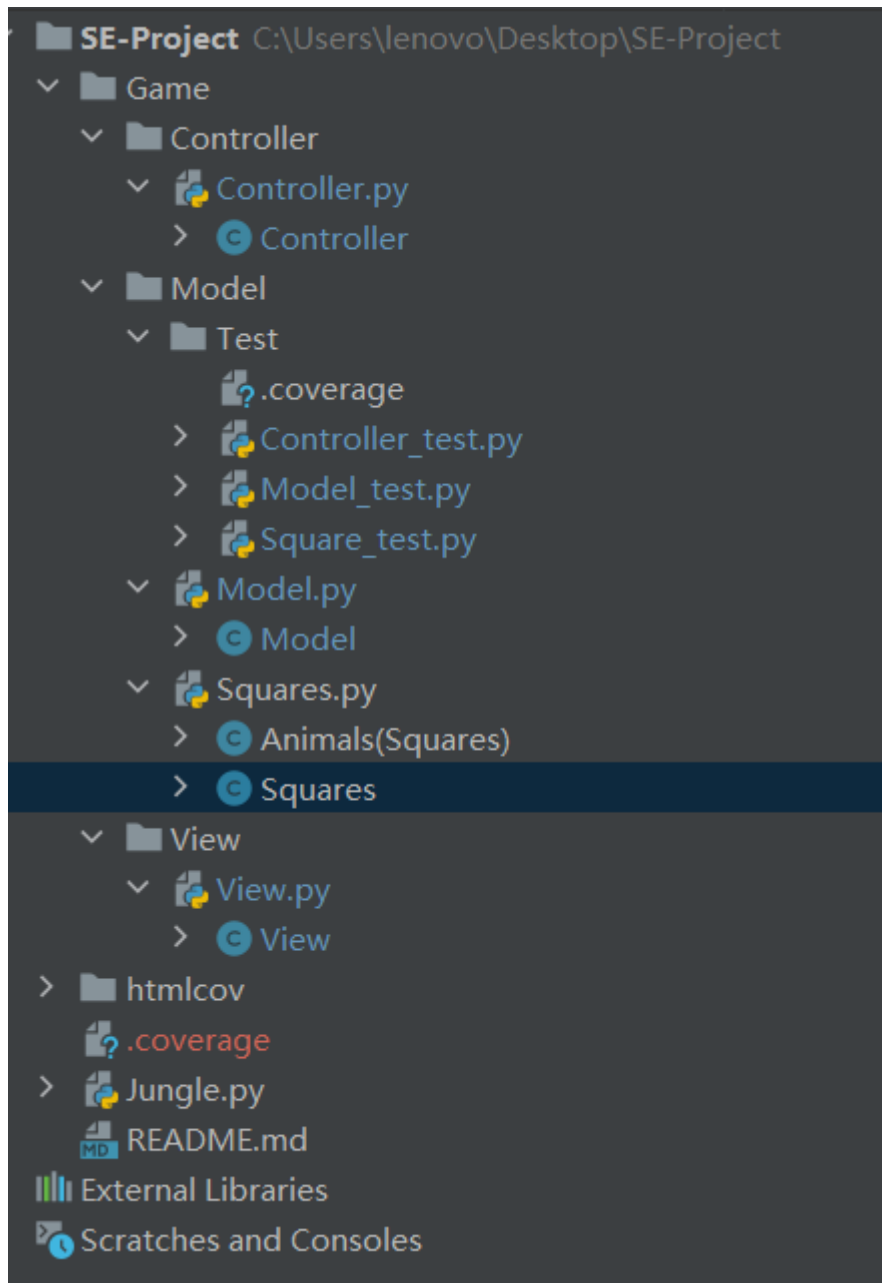 SE-Project C:\Users\lenovo\Desktop\SE-Project
Game
Controller
Controller.py
C Controller
Model
Test
? .coverage
Controller_test.py
Model_test.py
Square_test.py
Model.py
C Model
Squares.py
C Animals(Squares)
C Squares
View
View.py
C View
htmlcov
? .coverage
Jungle.py
MD README.md
External Libraries
Scratches and Consoles